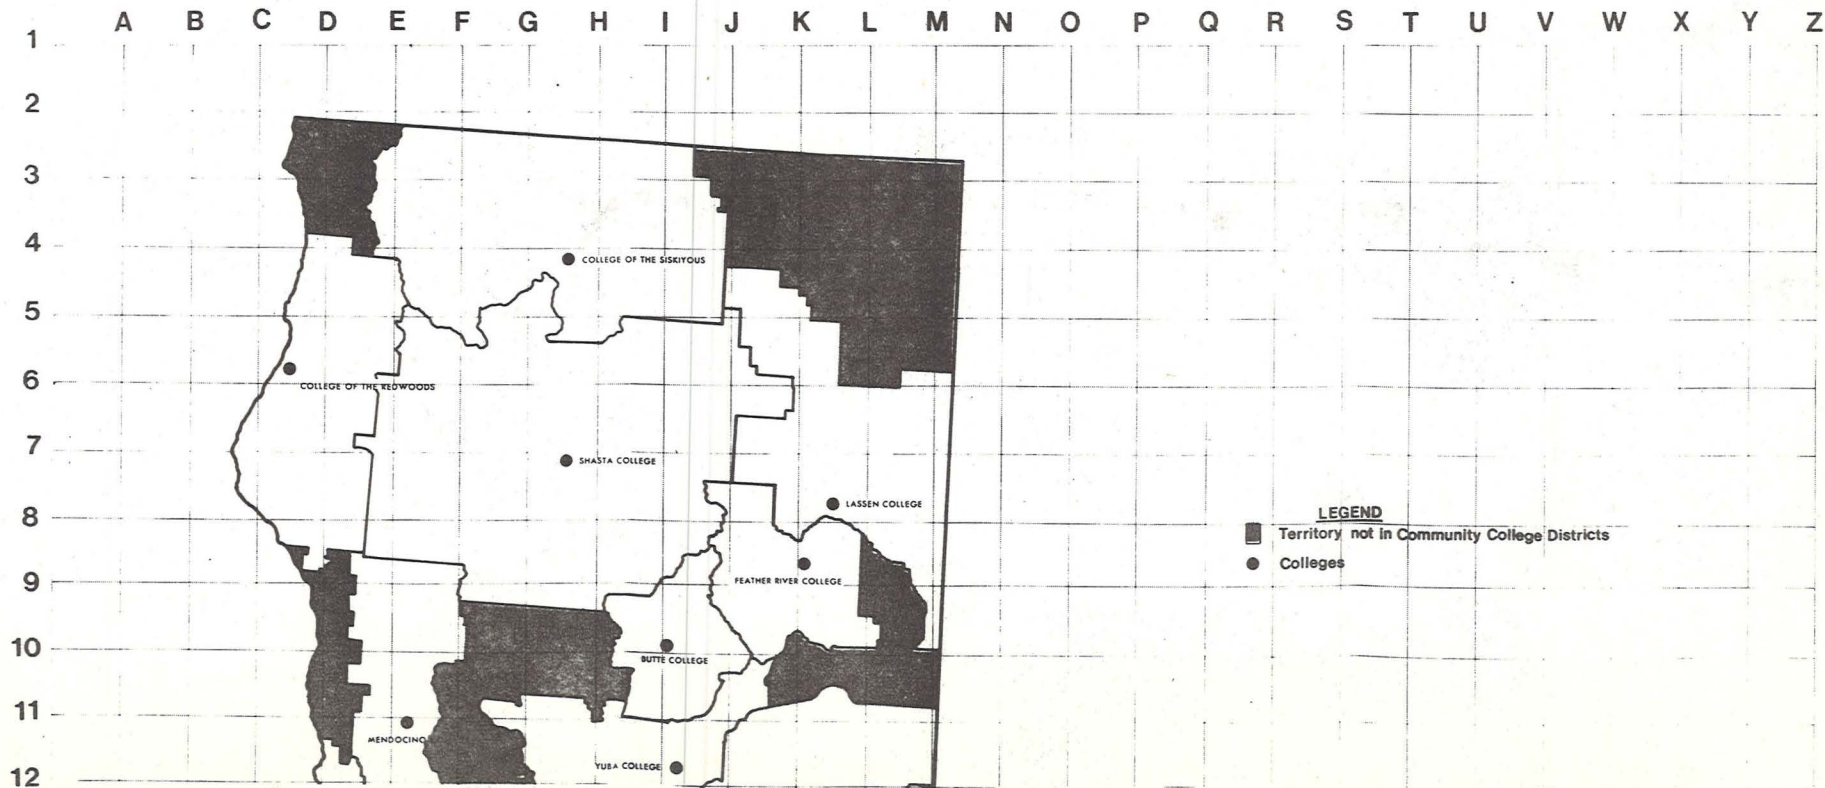 A B C D E F G H I J K L M N O P Q R S T U V W X Y Z
1
2
3
4
COLLEGE OF THE SISKIYOUS
5
6
COLLEGE OF THE REDWOODS
7
SHASTA COLLEGE
LASSEN COLLEGE
8
LEGEND
Territory not in Community College Districts
Colleges
FEATHER RIVER COLLEGE
9
10
BUTTE COLLEGE
11
MENDOCINO
YUBA COLLEGE
12